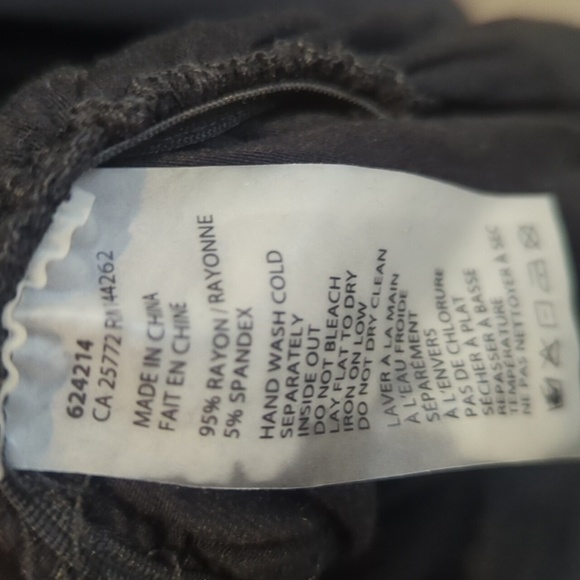 624214
CA 25772 RN 44262
MADE IN CHINA
FAIT EN CHINE
95% RAYON / RAYONNE
5% SPANDEX
HAND WASH COLD
SEPARATELY
INSIDE OUT
DO NOT BLEACH
LAY FLAT TO DRY
IRON ON LOW
DO NOT DRY CLEAN
LAVER À LA MAIN
À L'EAU FROIDE
SÉPARÉMENT
À L'ENVERS
PAS DE CHLORURE
SÉCHER À PLAT
REPASSER À BASSE
TEMPÉRATURE
NE PAS NETTOYER À SEC